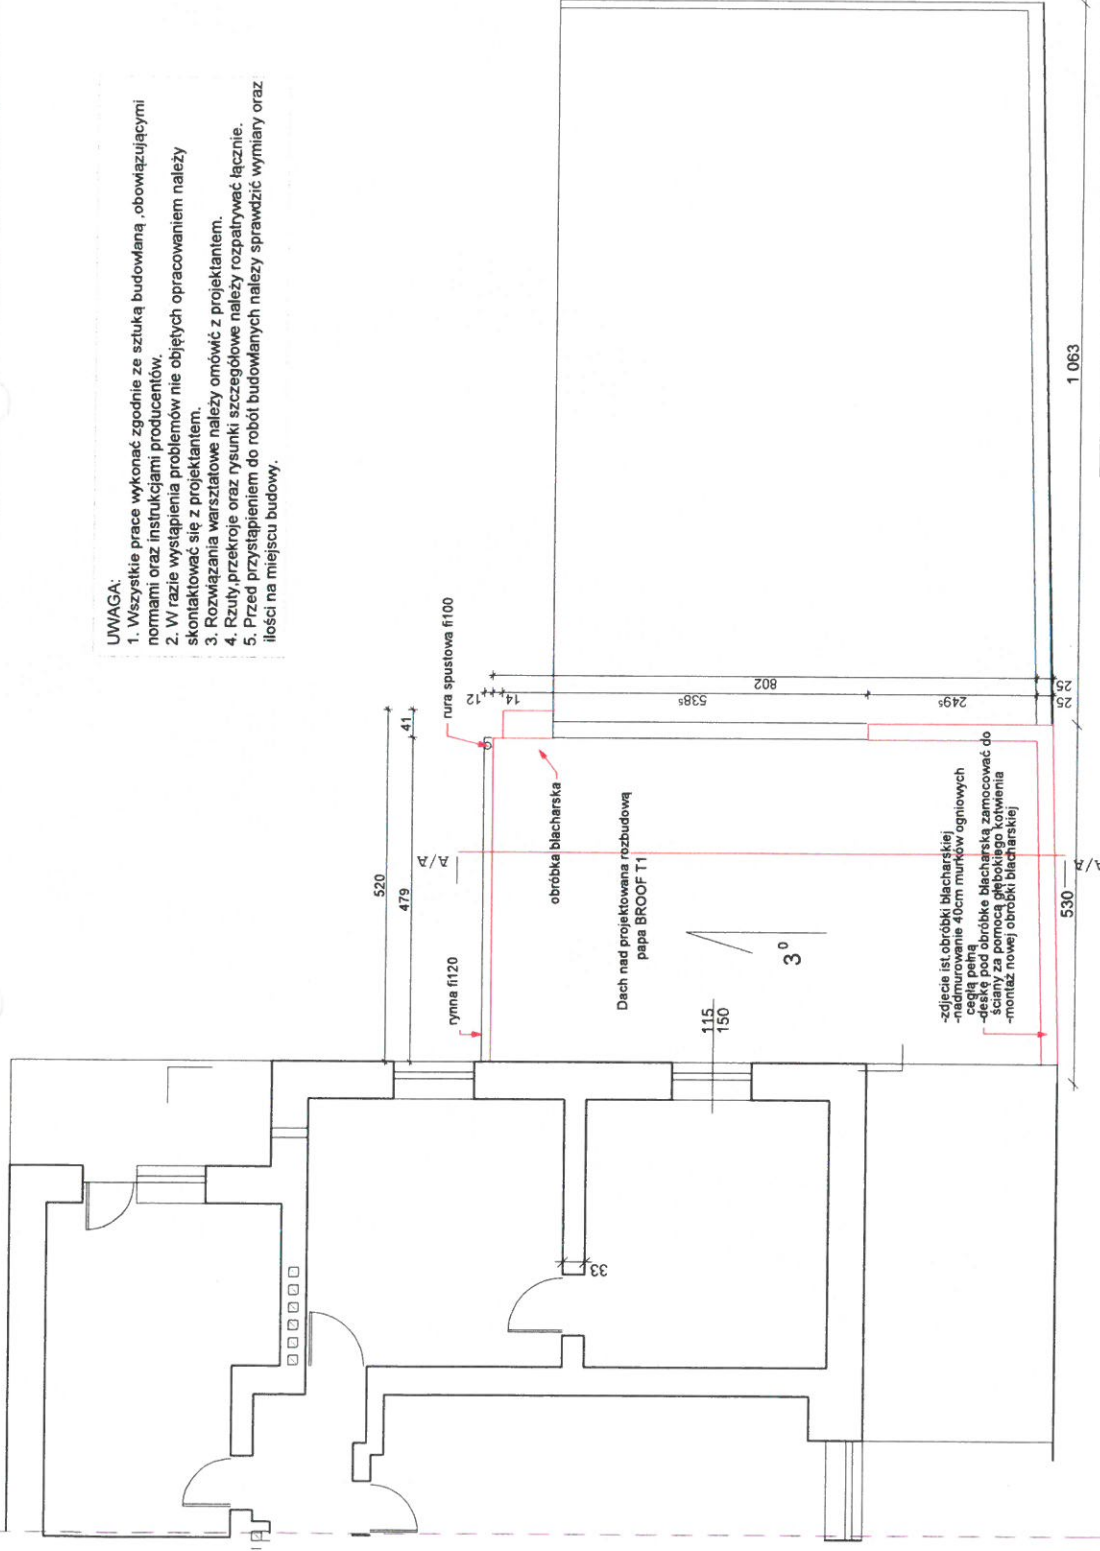 UWAGA:
1. Wszystkie prace wykonać zgodnie ze sztuką budowlaną ,obowiązującymi
normami oraz instrukcjami producentów.
2. W razie wystąpienia problemów nie objętych opracowaniem należy
skontaktować się z projektantem.
3. Rozwiązania warsztatowe należy omówić z projektantem.
4. Rzuty,przekroje oraz rysunki szczegółowe należy rozpatrywać łącznie.
5. Przed przystąpieniem do robót budowlanych nalezy sprawdzić wymiary oraz
ilości na miejscu budowy.
rura spustowa fi100
rynna fi120
520
479
41
A/A
obróbka blacharska
12
14
538⁵
802
249⁵
25
25
1 063
Dach nad projektowana rozbudową
papa BROOF T1
3°
115
150
33
-zdjecie ist.obróbki blacharskiej
-nadmurowanie 40cm murków ogniowych
cegłą pełną
-deskę pod obróbke blacharską zamocować do
ściany za pomocą głębokiego kotwienia
-montaż nowej obróbki blacharskiej
530
A/A